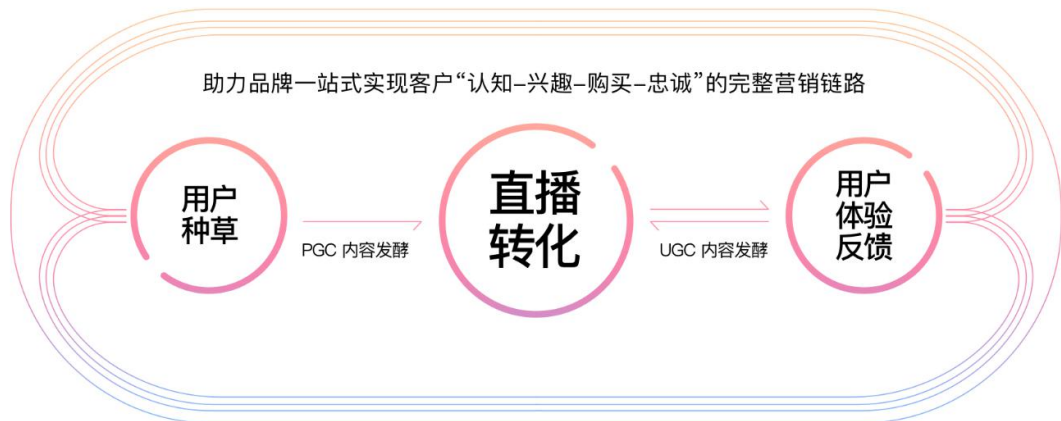 助力品牌一站式实现客户“认知–兴趣–购买–忠诚”的完整营销链路
用户
种草
PGC 内容发酵
直播
转化
UGC 内容发酵
用户
体验
反馈